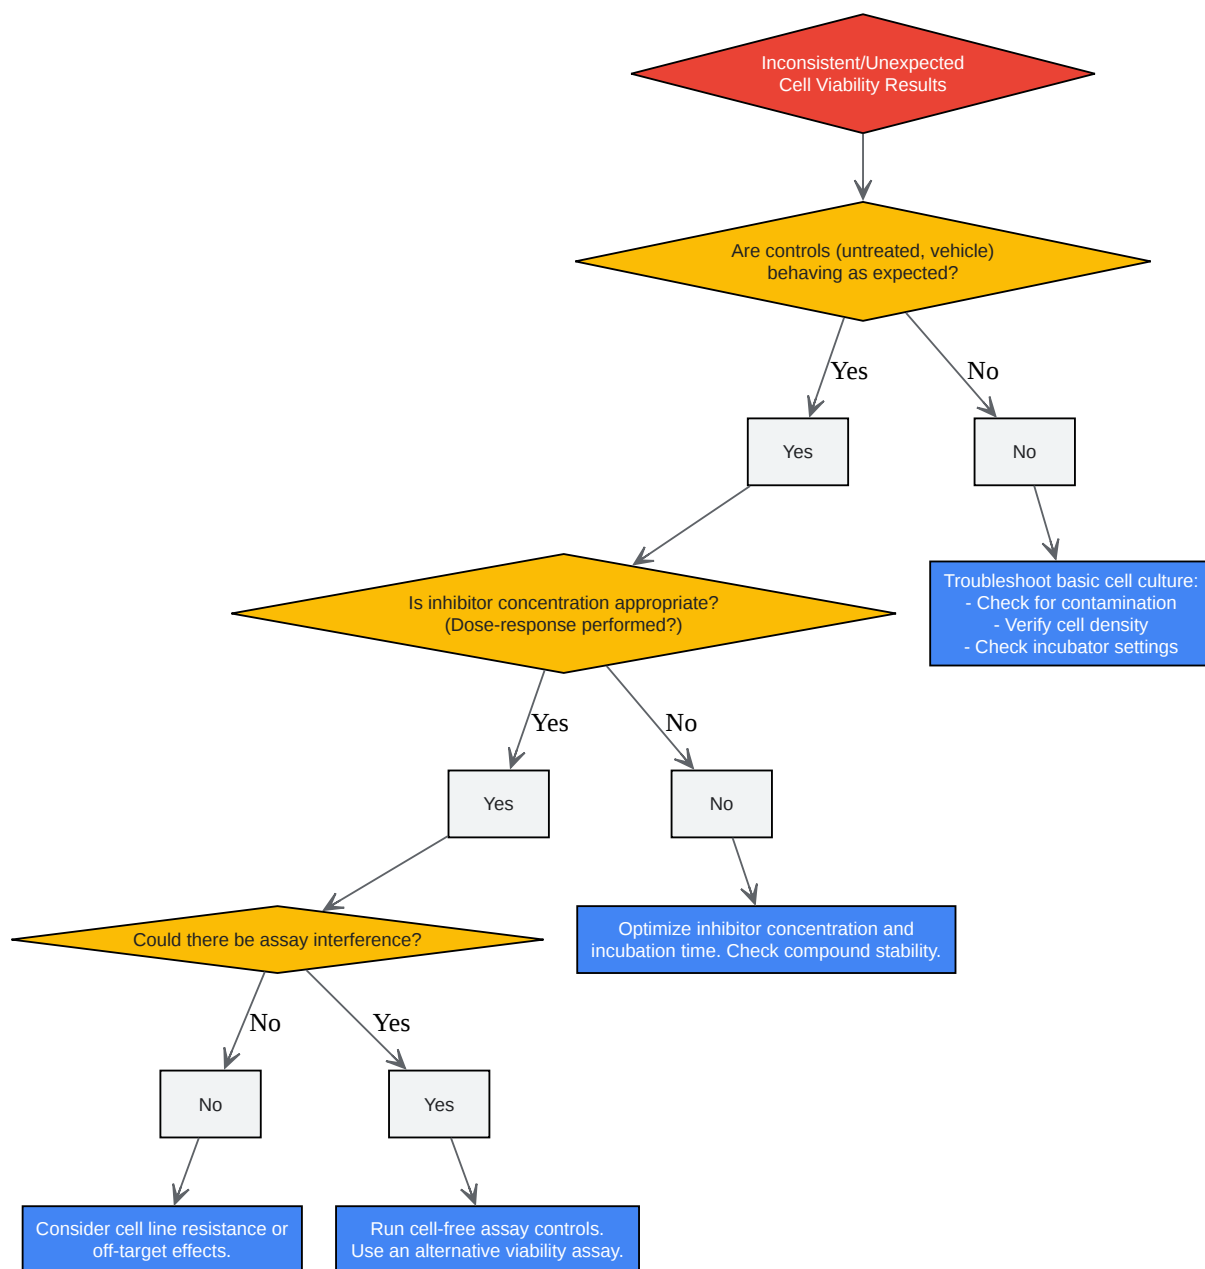 Inconsistent/Unexpected
Cell Viability Results
Are controls (untreated, vehicle)
behaving as expected?
Yes
No
Yes
No
Troubleshoot basic cell culture:
- Check for contamination
- Verify cell density
- Check incubator settings
Is inhibitor concentration appropriate?
(Dose-response performed?)
Yes
No
Yes
No
Optimize inhibitor concentration and
incubation time. Check compound stability.
Could there be assay interference?
No
Yes
No
Yes
Consider cell line resistance or
off-target effects.
Run cell-free assay controls.
Use an alternative viability assay.